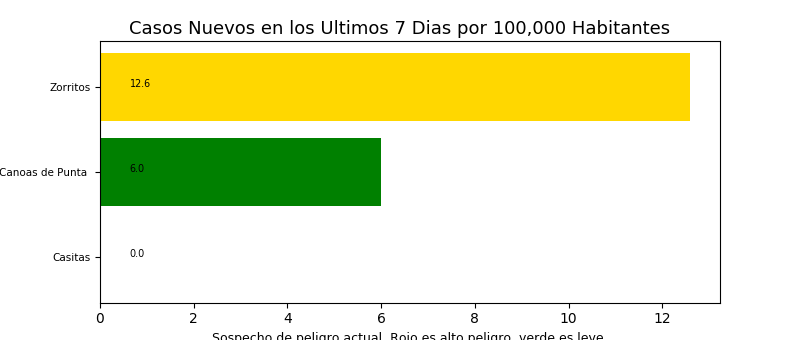 Casos Nuevos en los Ultimos 7 Dias por 100,000 Habitantes
Zorritos
12.6
Canoas de Punta
6.0
Casitas
0.0
0 2 4 6 8 10 12
Sospecho de peligro actual. Rojo es alto peligro, verde es leve